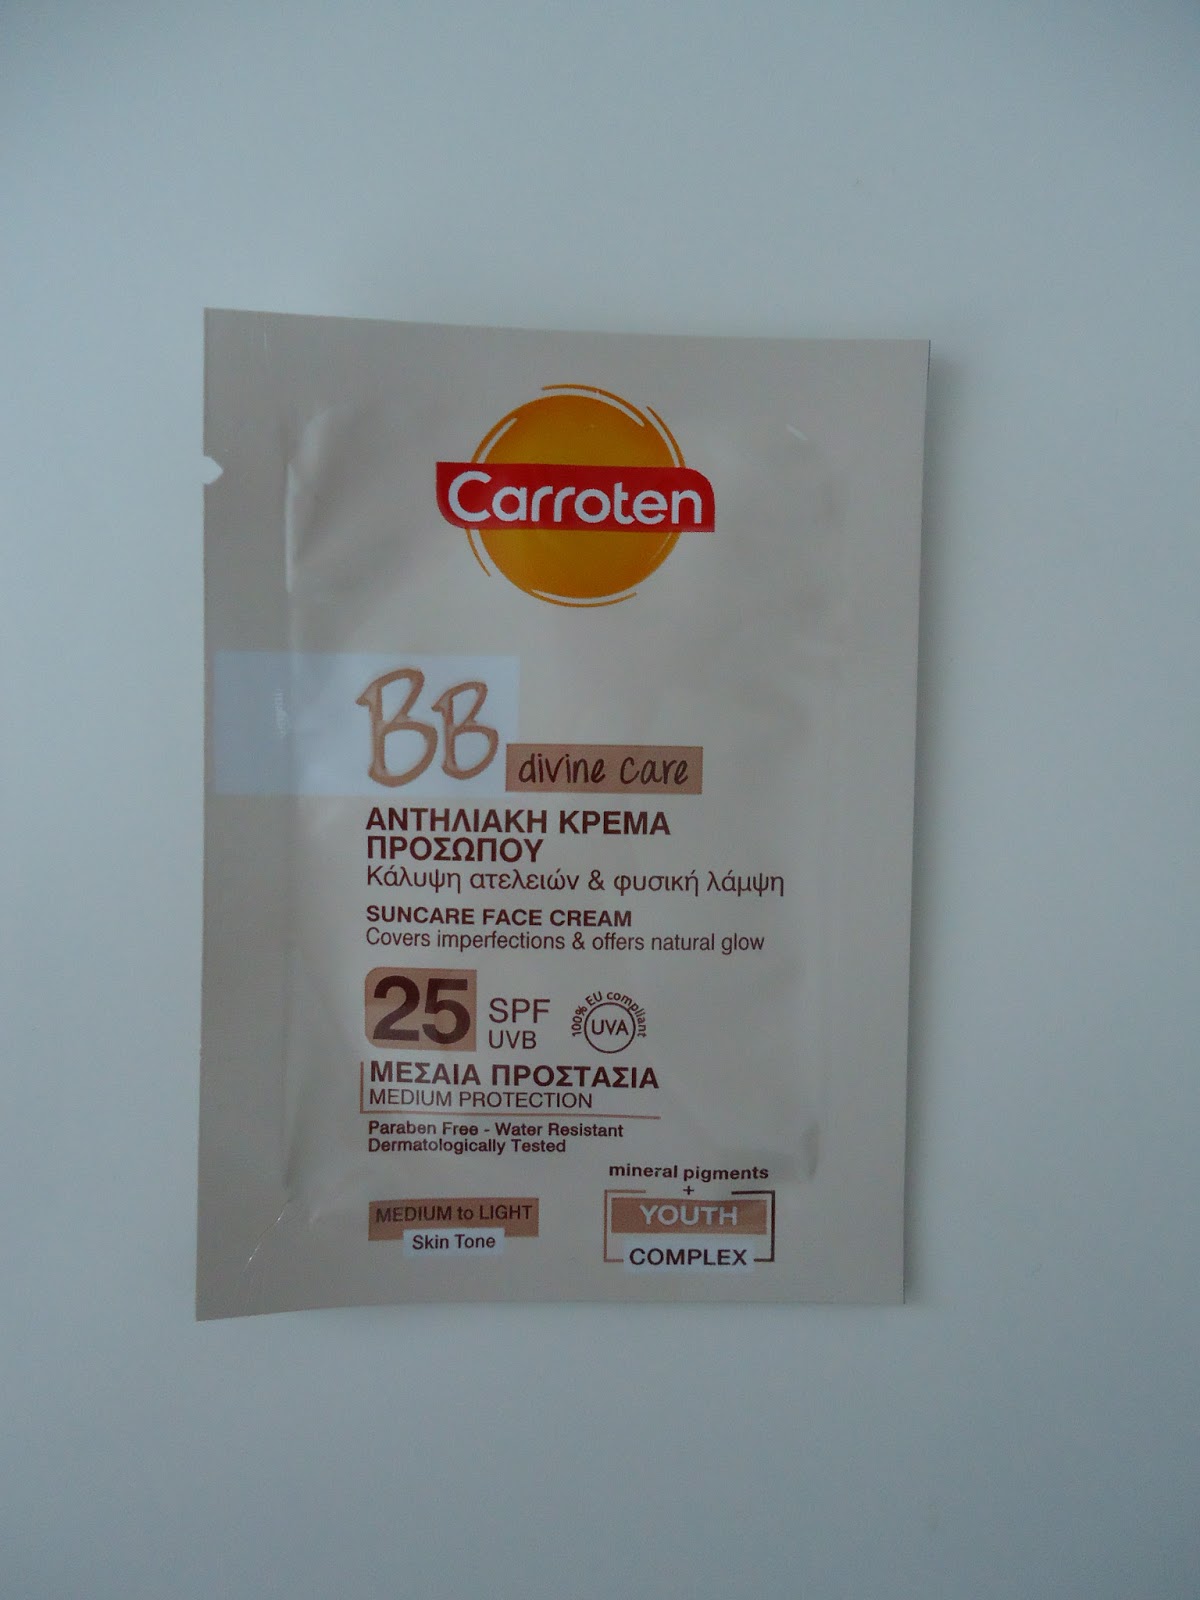 Carroten
BB
divine care
ΑΝΤΗΛΙΑΚΗ ΚΡΕΜΑ
ΠΡΟΣΩΠΟΥ
Κάλυψη ατελειών & φυσική λάμψη
SUNCARE FACE CREAM
Covers imperfections & offers natural glow
25 SPF
UVB
100% EU compliant
UVA
ΜΕΣΑΙΑ ΠΡΟΣΤΑΣΙΑ
MEDIUM PROTECTION
Paraben Free - Water Resistant
Dermatologically Tested
MEDIUM to LIGHT
Skin Tone
mineral pigments
+
YOUTH
COMPLEX